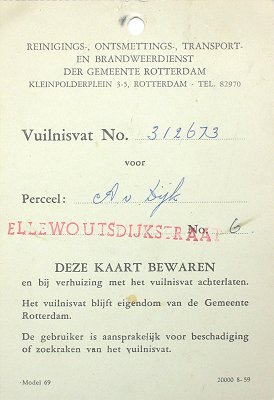 REINIGINGS-, ONTSMETTINGS-, TRANSPORT-
EN BRANDWEERDIENST
DER GEMEENTE ROTTERDAM
KLEINPOLDERPLEIN 3-5, ROTTERDAM - TEL. 82970
Vuilnisvat No. 312673
voor
Perceel: A v Dijk
ELLEWOUTSDIJKSTRAAT No. 6.
DEZE KAART BEWAREN
en bij verhuizing met het vuilnisvat achterlaten.
Het vuilnisvat blijft eigendom van de Gemeente
Rotterdam.
De gebruiker is aansprakelijk voor beschadiging
of zoekraken van het vuilnisvat.
Model 69 20000 8-59